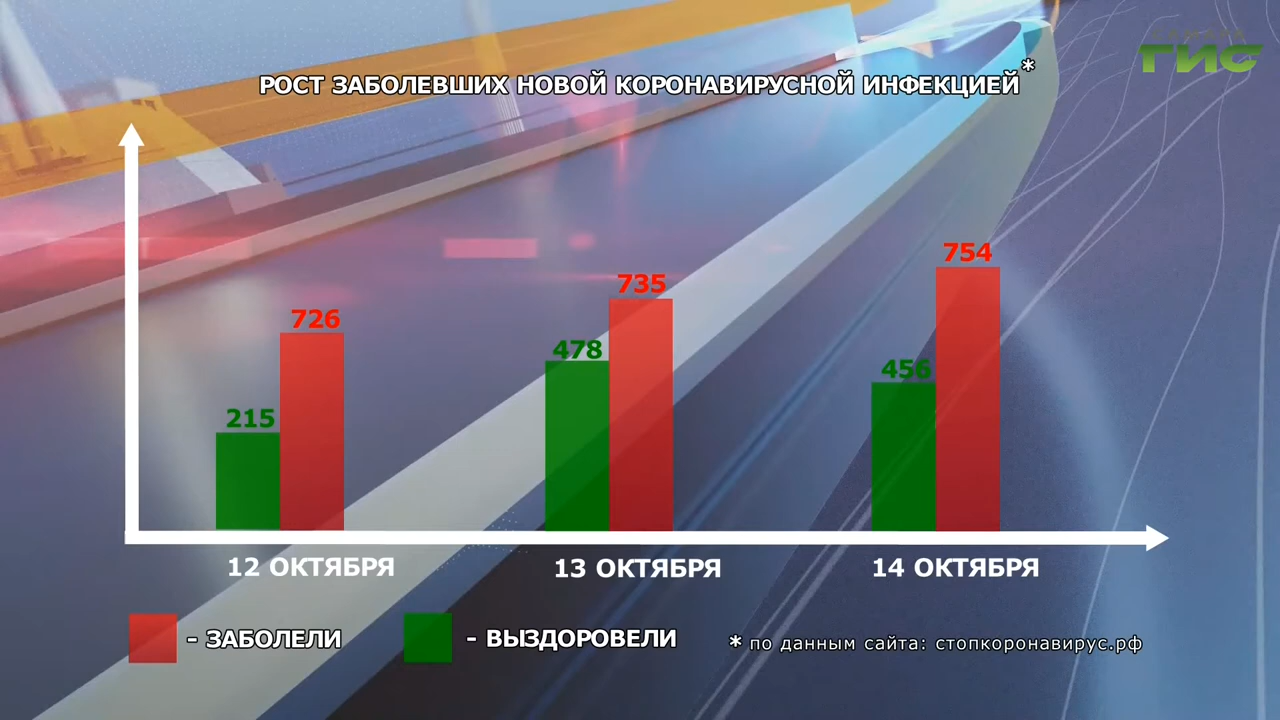 САМАРА
ГИС
РОСТ ЗАБОЛЕВШИХ НОВОЙ КОРОНАВИРУСНОЙ ИНФЕКЦИЕЙ*
754
735
726
478
456
215
12 ОКТЯБРЯ
13 ОКТЯБРЯ
14 ОКТЯБРЯ
- ЗАБОЛЕЛИ
- ВЫЗДОРОВЕЛИ
* по данным сайта: стопкоронавирус.рф